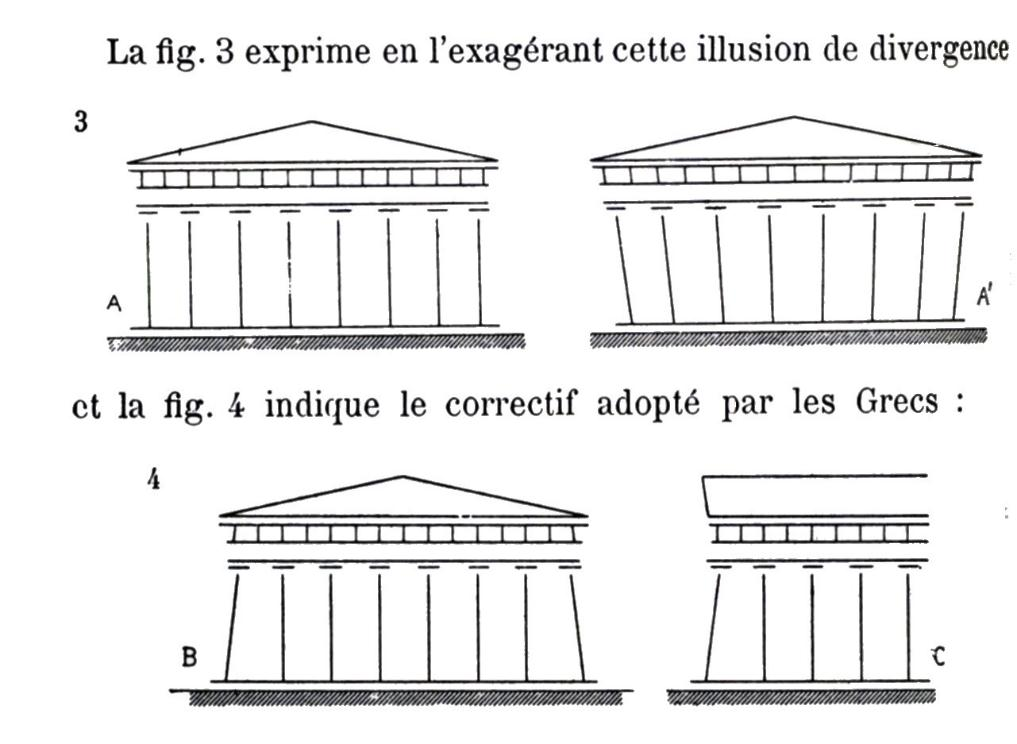 La fig. 3 exprime en l'exagérant cette illusion de divergence
3
A
A'
et la fig. 4 indique le correctif adopté par les Grecs :
4
B
C